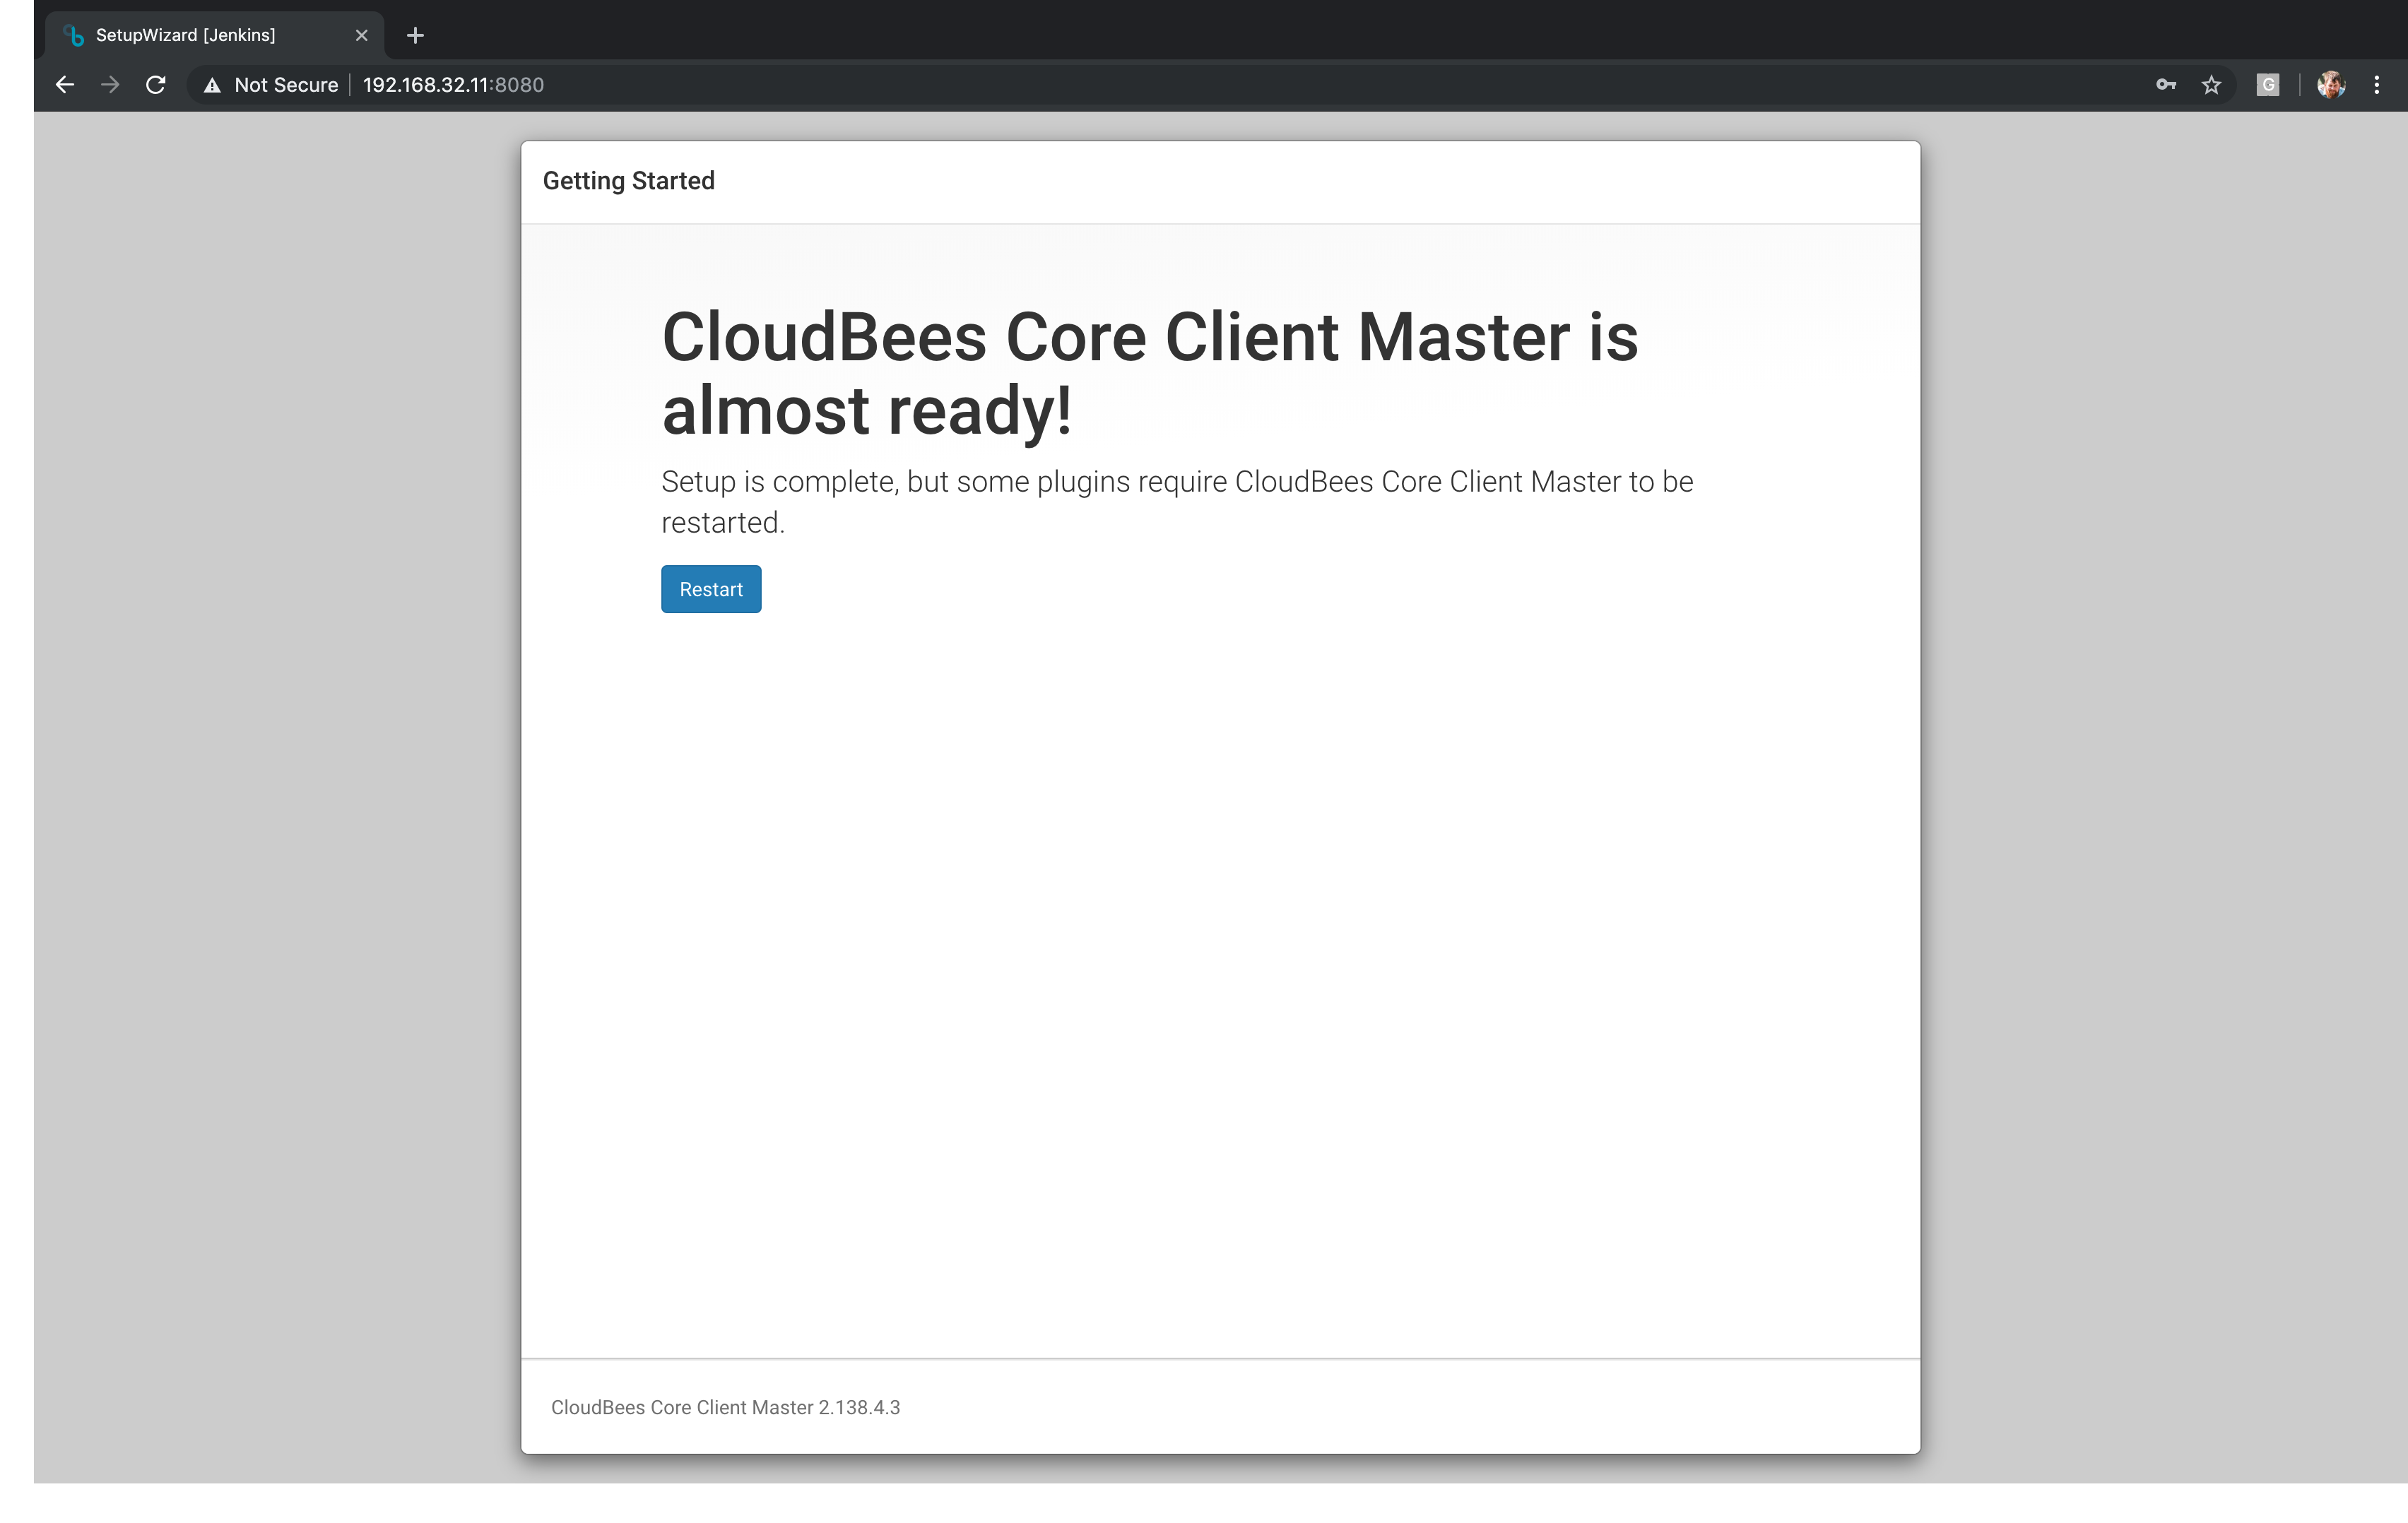 SetupWizard [Jenkins]
Not Secure 192.168.32.11:8080
G
Getting Started
CloudBees Core Client Master is
almost ready!
Setup is complete, but some plugins require CloudBees Core Client Master to be
restarted.
Restart
CloudBees Core Client Master 2.138.4.3